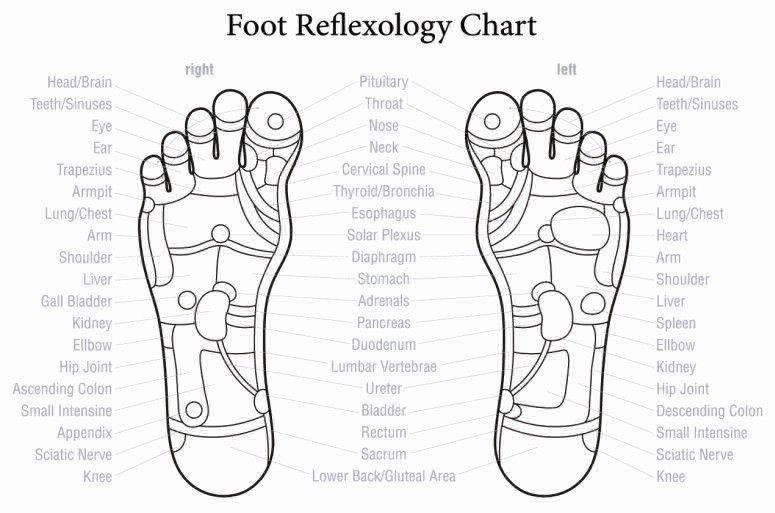 Foot Reflexology Chart
right
left
Head/Brain
Teeth/Sinuses
Eye
Ear
Trapezius
Armpit
Lung/Chest
Arm
Shoulder
Liver
Gall Bladder
Kidney
Ellbow
Hip Joint
Ascending Colon
Small Intensine
Appendix
Sciatic Nerve
Knee
Pituitary
Throat
Nose
Neck
Cervical Spine
Thyroid/Bronchia
Esophagus
Solar Plexus
Diaphragm
Stomach
Adrenals
Pancreas
Duodenum
Lumbar Vertebrae
Ureter
Bladder
Rectum
Sacrum
Lower Back/Gluteal Area
Head/Brain
Teeth/Sinuses
Eye
Ear
Trapezius
Armpit
Lung/Chest
Heart
Arm
Shoulder
Liver
Spleen
Ellbow
Kidney
Hip Joint
Descending Colon
Small Intensine
Sciatic Nerve
Knee